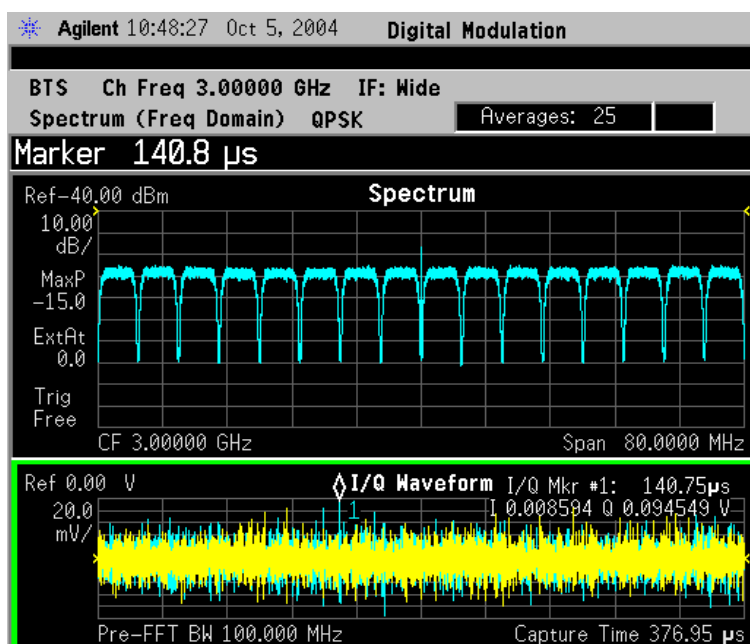 Agilent 10:48:27 Oct 5, 2004 Digital Modulation
BTS Ch Freq 3.00000 GHz IF: Wide
Spectrum (Freq Domain) QPSK Averages: 25
Marker 140.8 µs
Ref-40.00 dBm Spectrum
10.00
dB/
MaxP
-15.0
ExtAt
0.0
Trig
Free
CF 3.00000 GHz Span 80.0000 MHz
Ref 0.00 V I/Q Waveform I/Q Mkr #1: 140.75µs
20.0 I 0.008594 Q 0.094549 V
mV/ 1
Pre-FFT BW 100.000 MHz Capture Time 376.95 µs